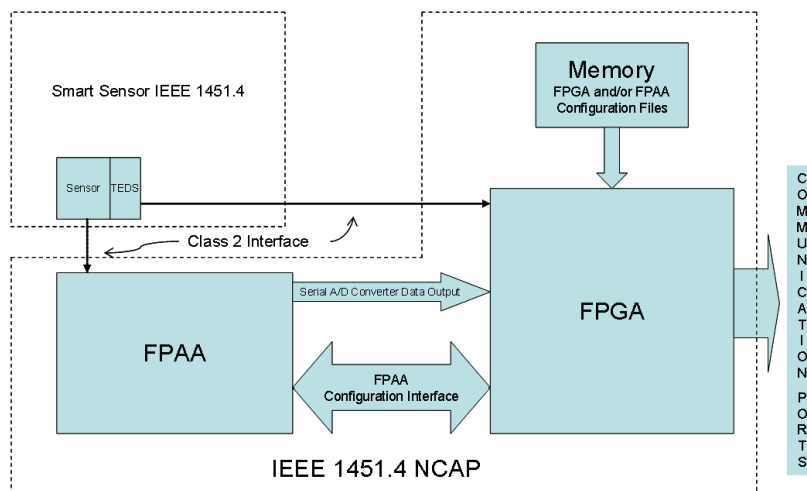 Smart Sensor IEEE 1451.4
Memory
FPGA and/or FPAA
Configuration Files
Sensor
TEDS
Class 2 Interface
Serial A/D Converter Data Output
FPAA
FPGA
FPAA
Configuration Interface
IEEE 1451.4 NCAP
COMMUNICATION PORTS